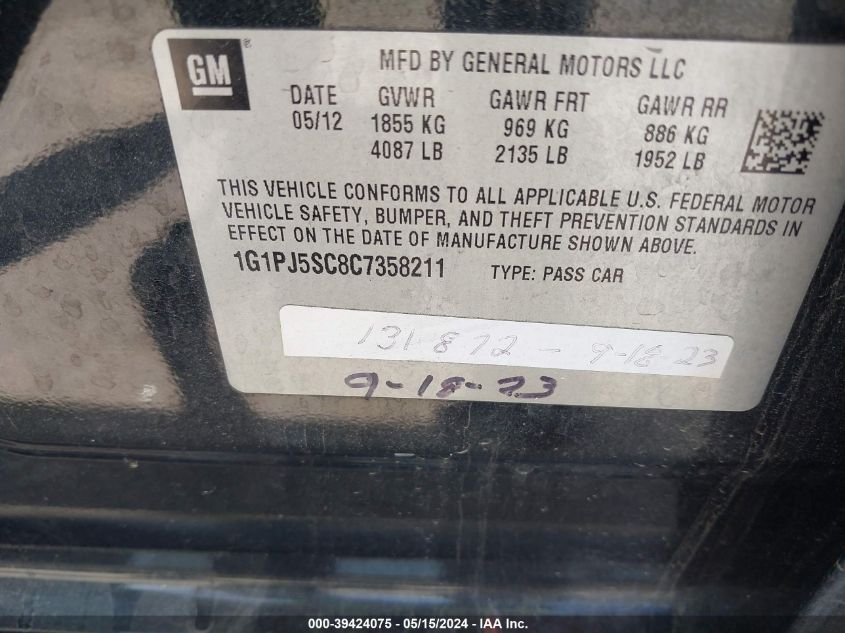 GM ®
MFD BY GENERAL MOTORS LLC
DATE GVWR GAWR FRT GAWR RR
05/12 1855 KG 969 KG 886 KG
4087 LB 2135 LB 1952 LB
THIS VEHICLE CONFORMS TO ALL APPLICABLE U.S. FEDERAL MOTOR
VEHICLE SAFETY, BUMPER, AND THEFT PREVENTION STANDARDS IN
EFFECT ON THE DATE OF MANUFACTURE SHOWN ABOVE.
1G1PJ5SC8C7358211 TYPE: PASS CAR
131872 - 9-18-23
9-18-23
000-39424075 - 05/15/2024 - IAA Inc.